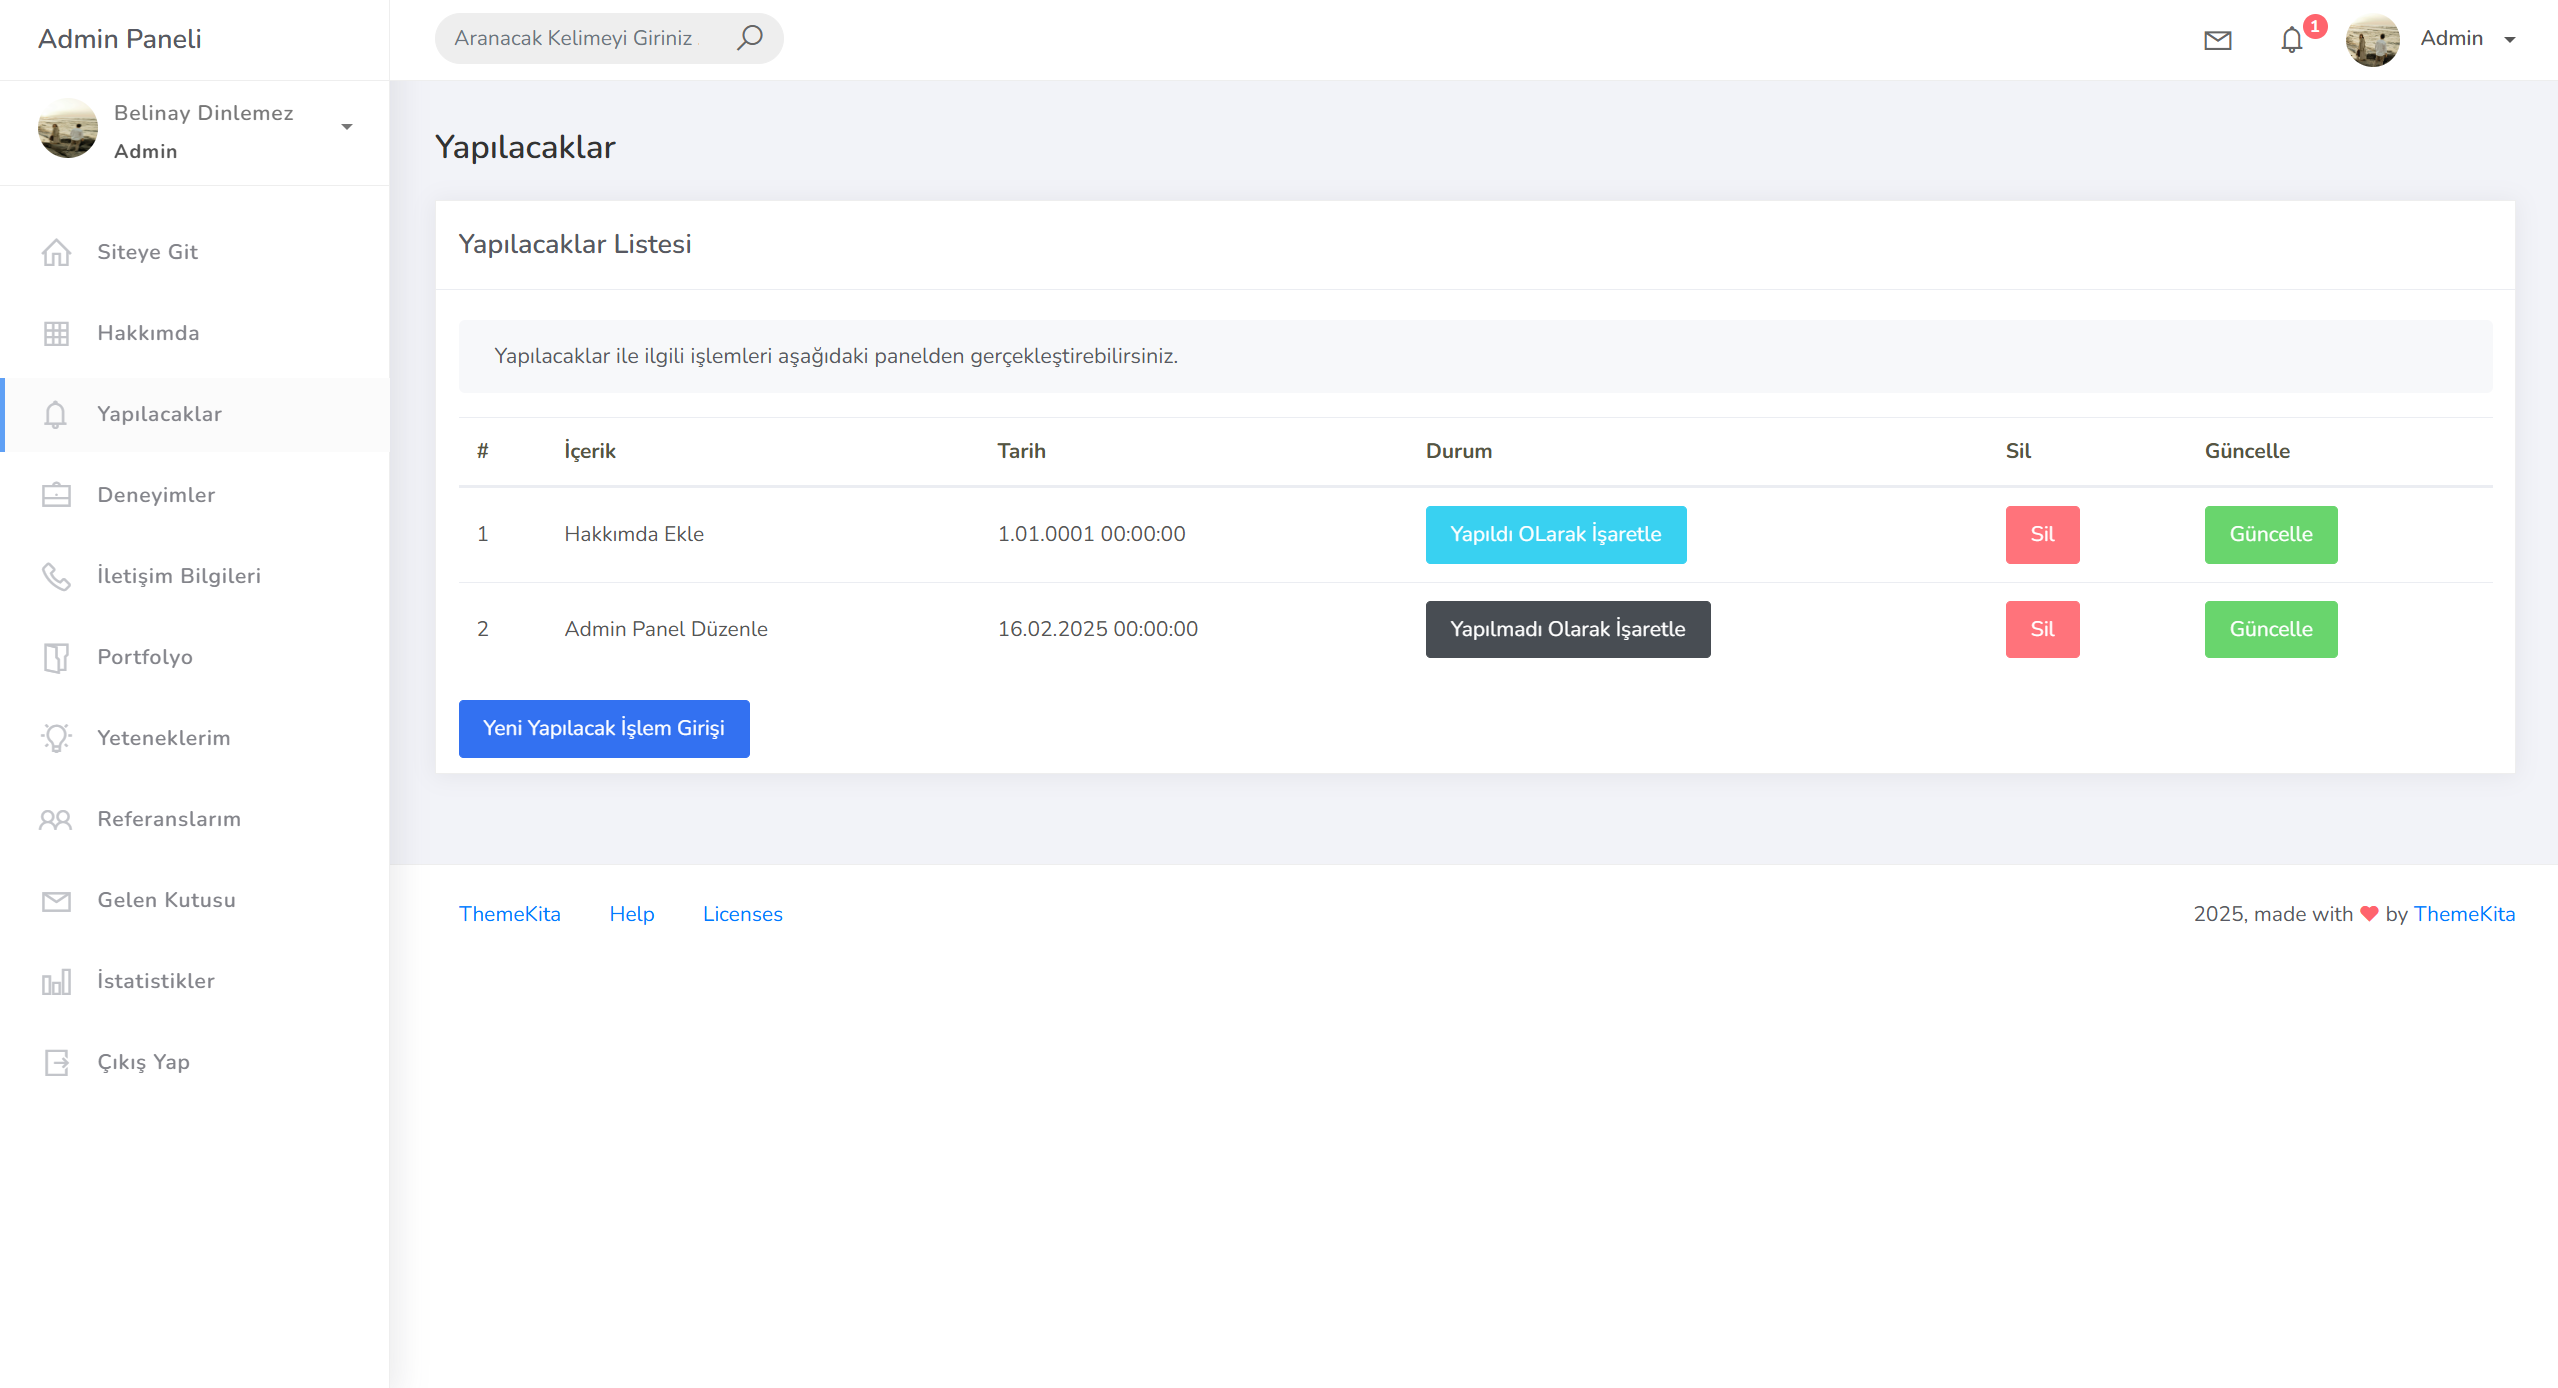 Admin Paneli
Aranacak Kelimeyi Giriniz
1
Admin
Belinay Dinlemez
Admin
Siteye Git
Hakkımda
Yapılacaklar
Deneyimler
İletişim Bilgileri
Portfolyo
Yeteneklerim
Referanslarım
Gelen Kutusu
İstatistikler
Çıkış Yap
Yapılacaklar
Yapılacaklar Listesi
Yapılacaklar ile ilgili işlemleri aşağıdaki panelden gerçekleştirebilirsiniz.
# İçerik Tarih Durum Sil Güncelle
1 Hakkımda Ekle 1.01.0001 00:00:00 Yapıldı OLarak İşaretle Sil Güncelle
2 Admin Panel Düzenle 16.02.2025 00:00:00 Yapılmadı Olarak İşaretle Sil Güncelle
Yeni Yapılacak İşlem Girişi
ThemeKita Help Licenses 2025, made with ❤ by ThemeKita